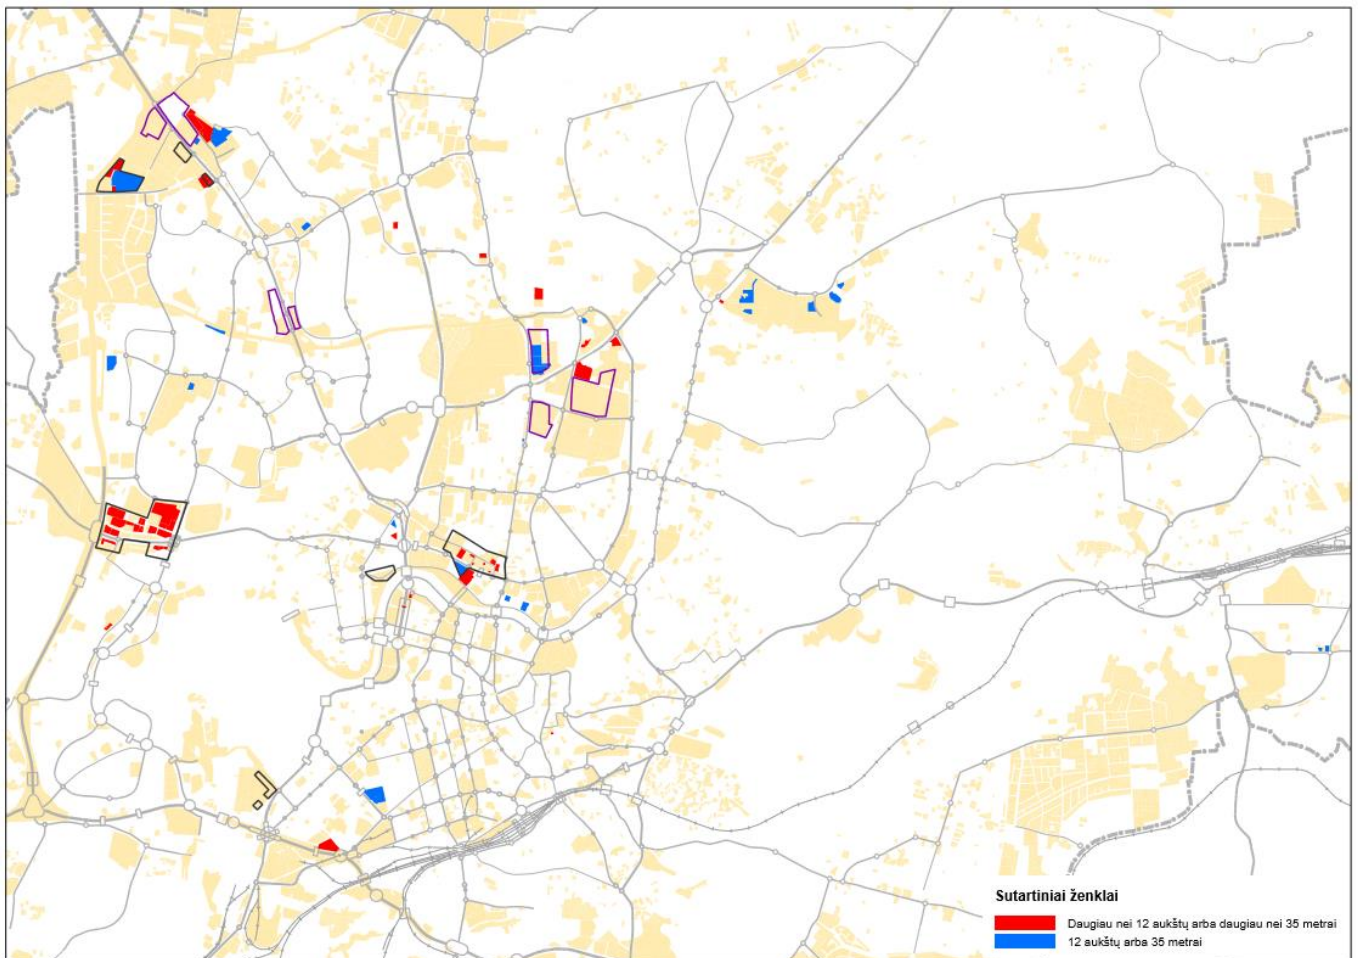 Sutartiniai ženklai
Daugiau nei 12 aukštų arba daugiau nei 35 metrai
12 aukštų arba 35 metrai